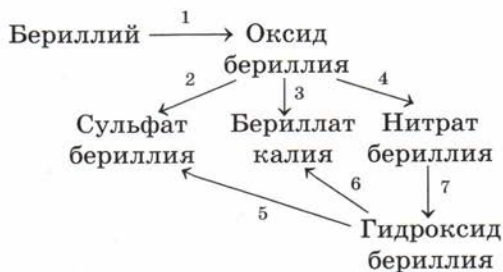 1
Бериллий Оксид
бериллия
2 3 4
Сульфат Бериллат Нитрат
бериллия калия бериллия
6 7
5
Гидроксид
бериллия